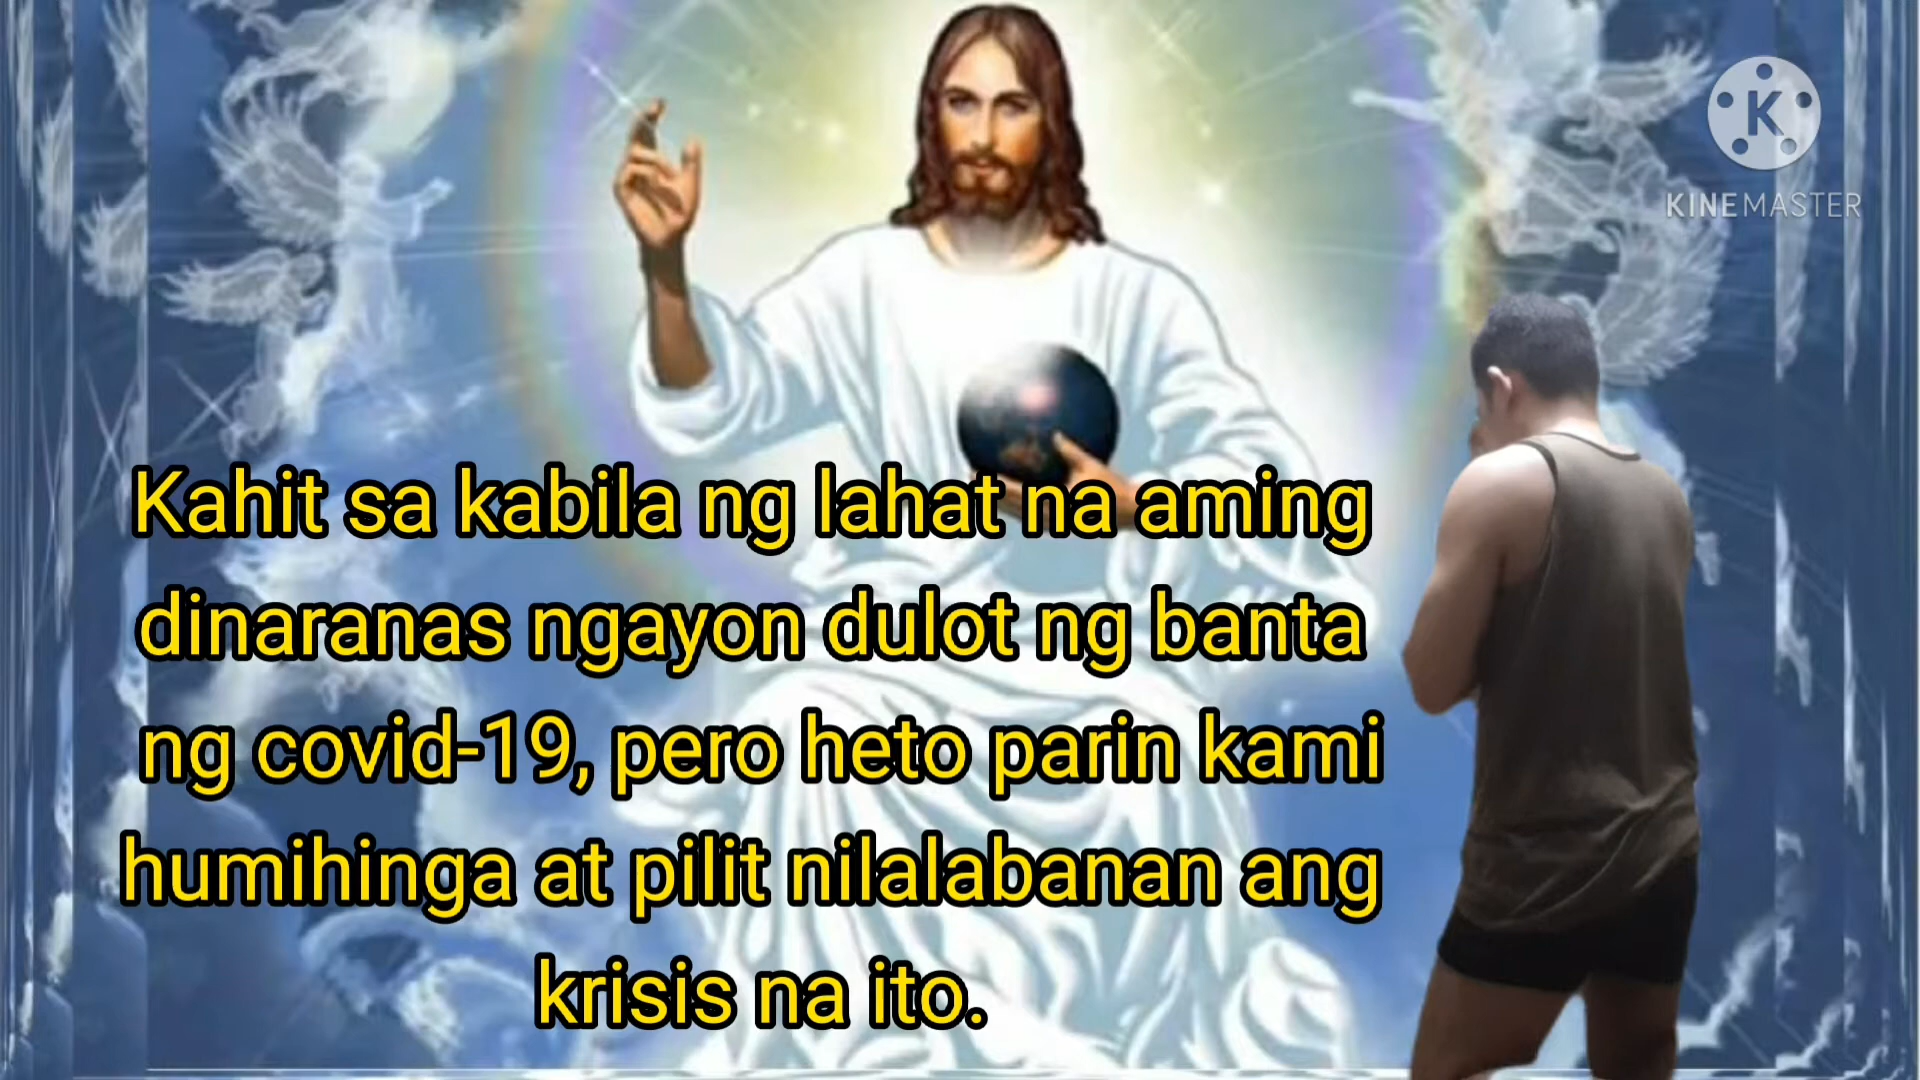 KINEMASTER
Kahit sa kabila ng lahat na aming
dinaranas ngayon dulot ng banta
ng covid-19, pero heto parin kami
humihinga at pilit nilalabanan ang
krisis na ito.